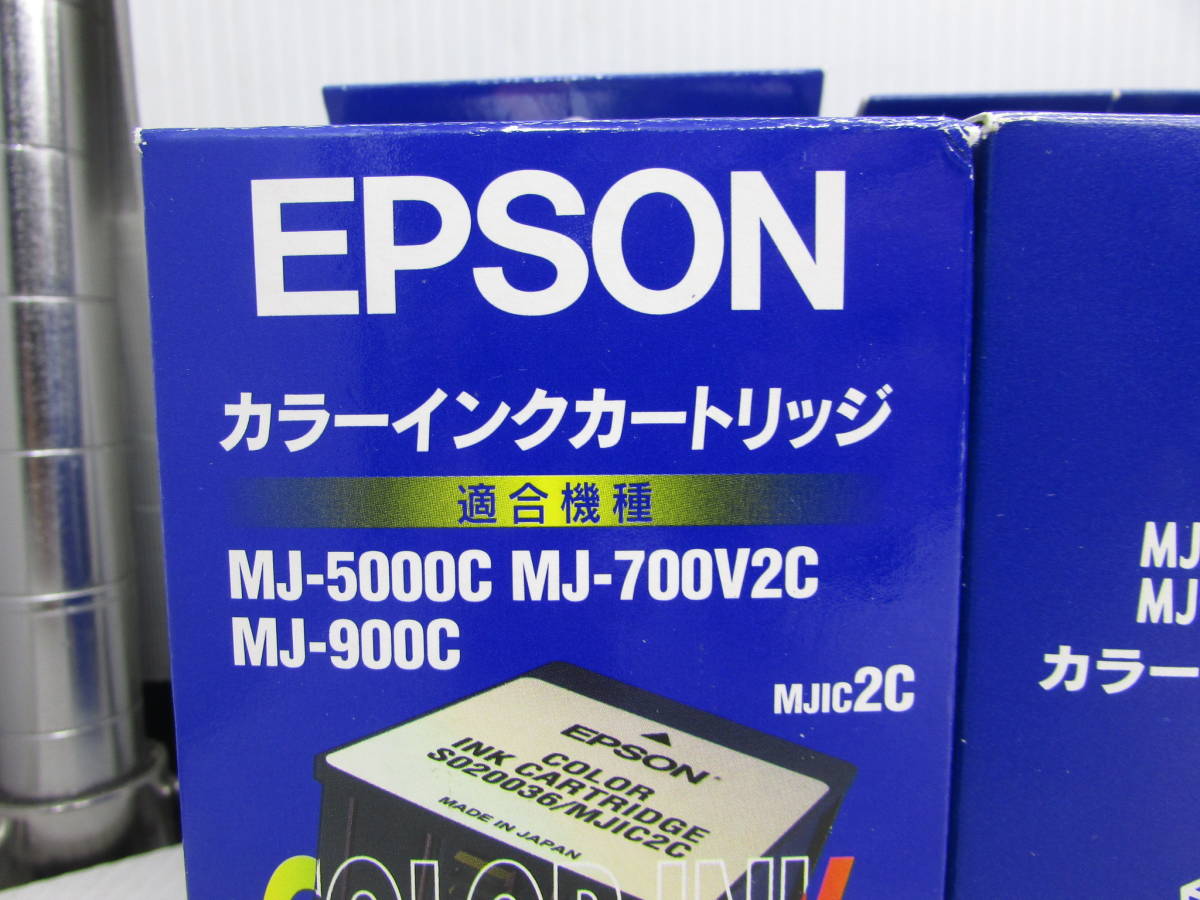 EPSON
カラーインクカートリッジ
適合機種
MJ-5000C MJ-700V2C
MJ-900C
MJIC2C
EPSON
COLOR
INK CARTRIDGE
S020036/MJIC2C
MADE IN JAPAN
COLOR INK
MJ
MJ
カラー